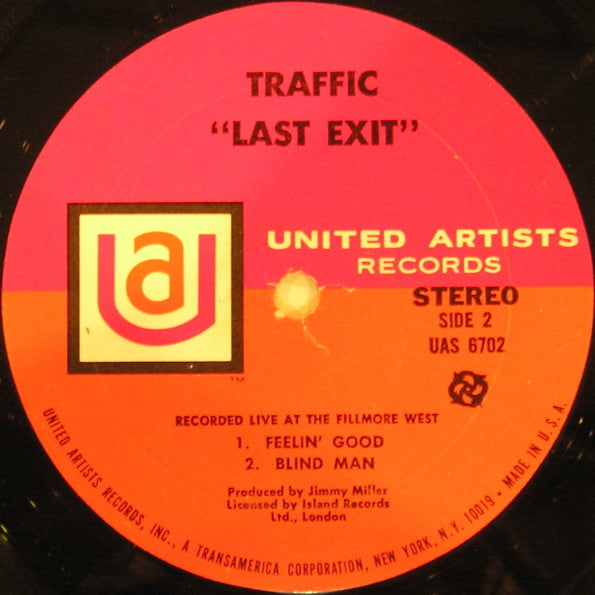 TRAFFIC
“LAST EXIT”
ua
UNITED ARTISTS
RECORDS
STEREO
SIDE 2
UAS 6702
™
RECORDED LIVE AT THE FILLMORE WEST
1. FEELIN' GOOD
2. BLIND MAN
Produced by Jimmy Miller
Licensed by Island Records
Ltd., London
UNITED ARTISTS RECORDS, INC., A TRANSAMERICA CORPORATION, NEW YORK, N.Y. 10019 • MADE IN U.S.A.